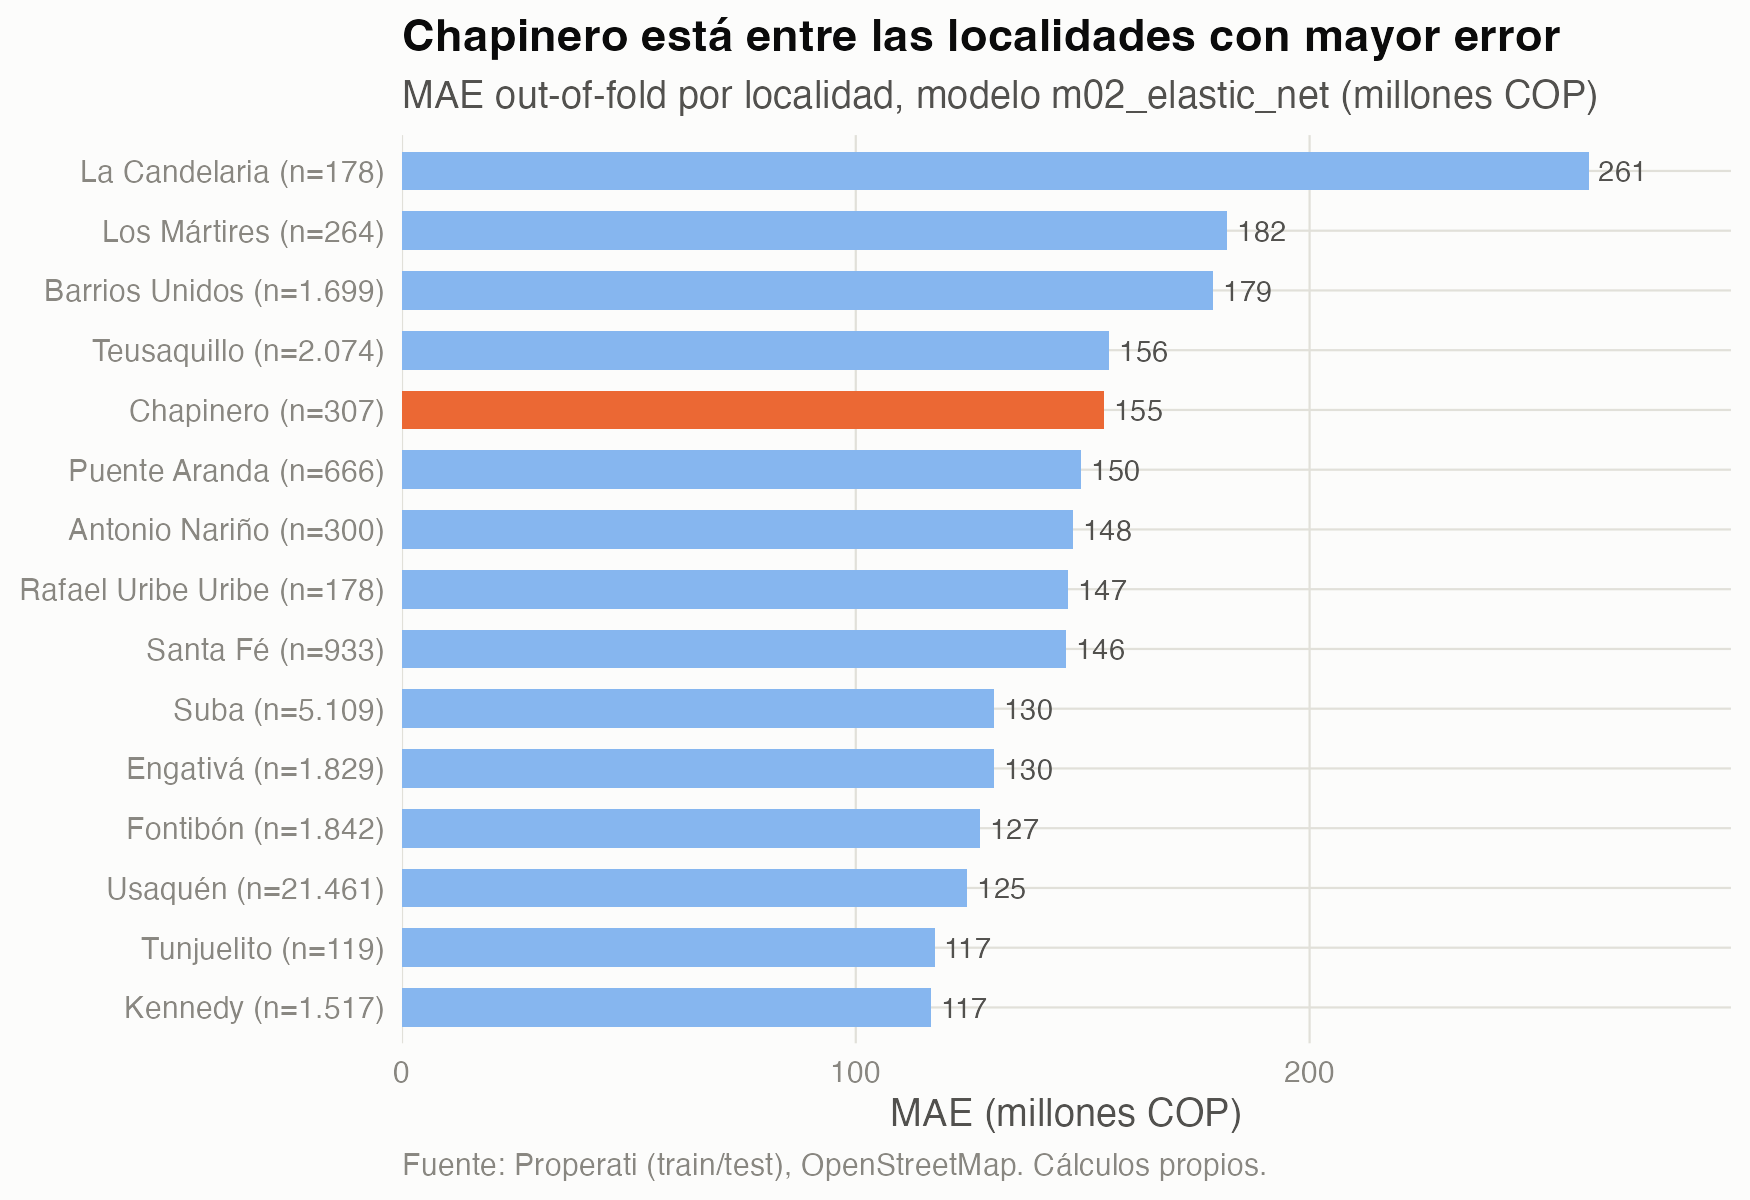 Chapinero está entre las localidades con mayor error
MAE out-of-fold por localidad, modelo m02_elastic_net (millones COP)
La Candelaria (n=178) 261
Los Mártires (n=264) 182
Barrios Unidos (n=1.699) 179
Teusaquillo (n=2.074) 156
Chapinero (n=307) 155
Puente Aranda (n=666) 150
Antonio Nariño (n=300) 148
Rafael Uribe Uribe (n=178) 147
Santa Fé (n=933) 146
Suba (n=5.109) 130
Engativá (n=1.829) 130
Fontibón (n=1.842) 127
Usaquén (n=21.461) 125
Tunjuelito (n=119) 117
Kennedy (n=1.517) 117
0 100 200
MAE (millones COP)
Fuente: Properati (train/test), OpenStreetMap. Cálculos propios.